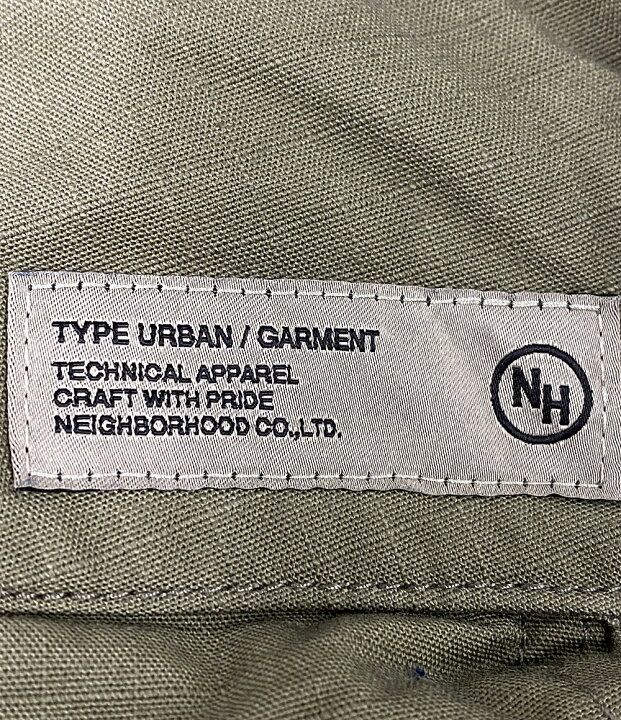 TYPE URBAN / GARMENT
TECHNICAL APPAREL
CRAFT WITH PRIDE
NEIGHBORHOOD CO.,LTD.
NH